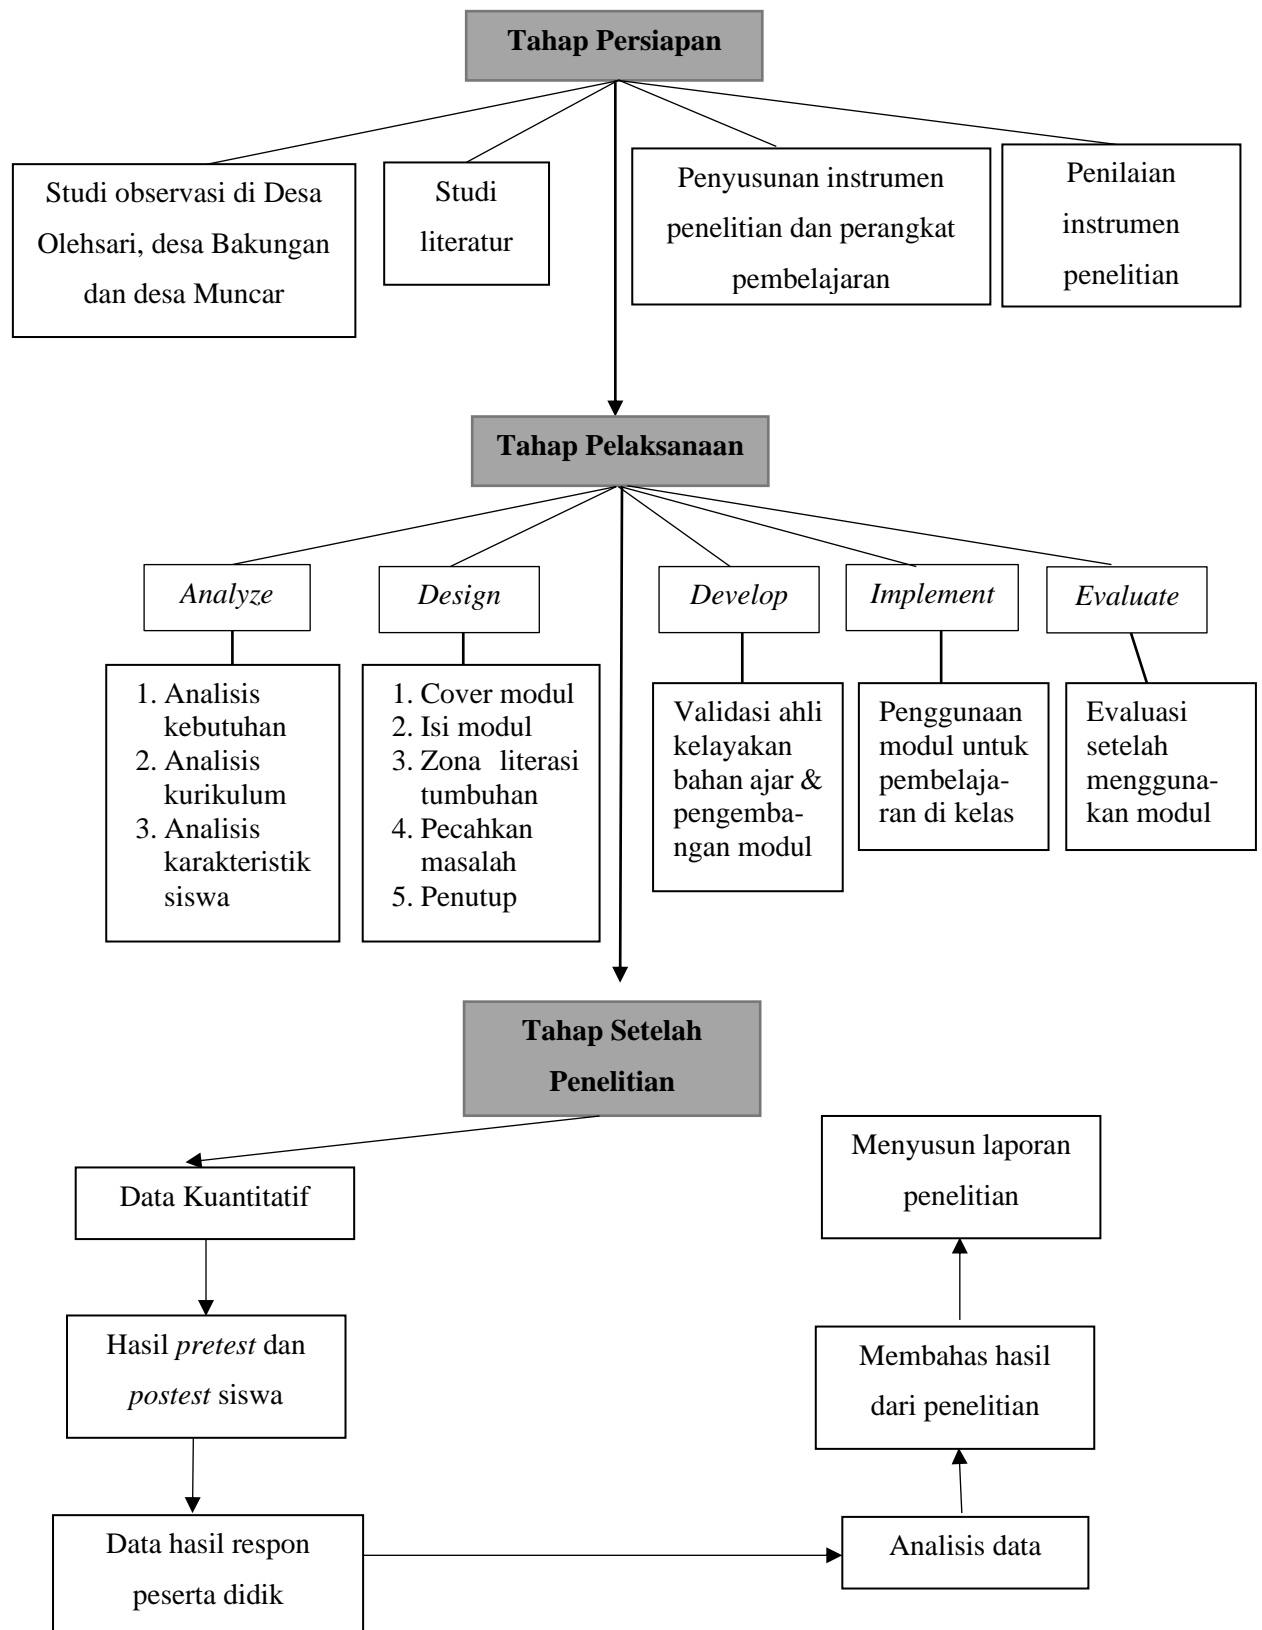 Tahap Persiapan
Studi observasi di Desa
Olehsari, desa Bakungan
dan desa Muncar
Studi
literatur
Penyusunan instrumen
penelitian dan perangkat
pembelajaran
Penilaian
instrumen
penelitian
Tahap Pelaksanaan
Analyze
Design
Develop
Implement
Evaluate
1. Analisis
kebutuhan
2. Analisis
kurikulum
3. Analisis
karakteristik
siswa
1. Cover modul
2. Isi modul
3. Zona literasi
tumbuhan
4. Pecahkan
masalah
5. Penutup
Validasi ahli
kelayakan
bahan ajar &
pengemba-
ngan modul
Penggunaan
modul untuk
pembelaja-
ran di kelas
Evaluasi
setelah
mengguna-
kan modul
Tahap Setelah
Penelitian
Data Kuantitatif
Hasil pretest dan
postest siswa
Data hasil respon
peserta didik
Analisis data
Membahas hasil
dari penelitian
Menyusun laporan
penelitian